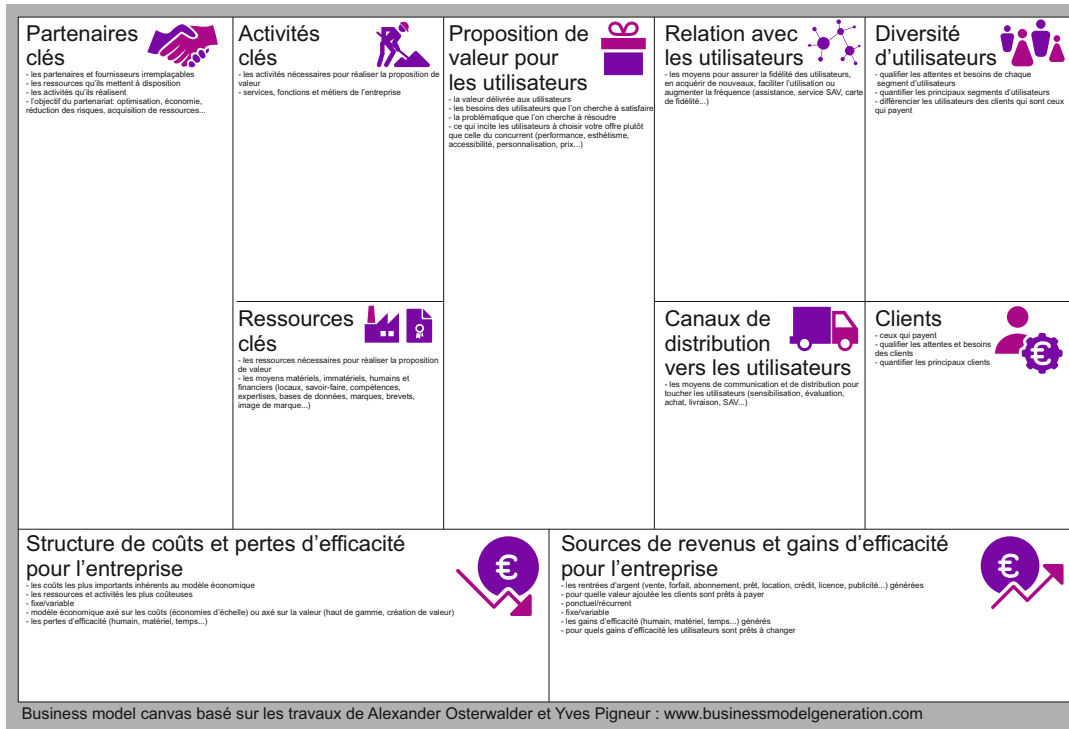 Partenaires
clés
- les partenaires et fournisseurs irremplaçables
- les ressources qu'ils mettent à disposition
- les activités qu'ils réalisent
- l'objectif du partenariat: optimisation, économie,
réduction des risques, acquisition de ressources...
Activités
clés
- les activités nécessaires pour réaliser la proposition de
valeur
- services, fonctions et métiers de l'entreprise
Ressources
clés
- les ressources nécessaires pour réaliser la proposition
de valeur
- les moyens matériels, immatériels, humains et
financiers (locaux, savoir-faire, compétences,
expertises, bases de données, marques, brevets,
image de marque...)
Proposition de
valeur pour
les utilisateurs
- la valeur délivrée aux utilisateurs
- les besoins des utilisateurs que l'on cherche à satisfaire
- la problématique que l'on cherche à résoudre
- ce qui incite les utilisateurs à choisir votre offre plutôt
que celle du concurrent (performance, esthétisme,
accessibilité, personnalisation, prix...)
Relation avec
les utilisateurs
- les moyens pour assurer la fidélité des utilisateurs,
en acquérir de nouveaux, faciliter l'utilisation ou
augmenter la fréquence (assistance, service SAV, carte
de fidélité...)
Canaux de
distribution
vers les utilisateurs
- les moyens de communication et de distribution pour
toucher les utilisateurs (sensibilisation, évaluation,
achat, livraison, SAV...)
Diversité
d'utilisateurs
- qualifier les attentes et besoins de chaque
segment d'utilisateurs
- quantifier les principaux segments d'utilisateurs
- différencier les utilisateurs des clients qui sont ceux
qui payent
Clients
- ceux qui payent
- qualifier les attentes et besoins
des clients
- quantifier les principaux clients
€
Structure de coûts et pertes d'efficacité
pour l'entreprise
- les coûts les plus importants inhérents au modèle économique
- les ressources et activités les plus coûteuses
- fixe/variable
- modèle économique axé sur les coûts (économies d'échelle) ou axé sur la valeur (haut de gamme, création de valeur)
- les pertes d'efficacité (humain, matériel, temps...)
€
Sources de revenus et gains d'efficacité
pour l'entreprise
- les rentrées d'argent (vente, forfait, abonnement, prêt, location, crédit, licence, publicité...) générées
- pour quelle valeur ajoutée les clients sont prêts à payer
- ponctuel/récurrent
- fixe/variable
- les gains d'efficacité (humain, matériel, temps...) générés
- pour quels gains d'efficacité les utilisateurs sont prêts à changer
€
Business model canvas basé sur les travaux de Alexander Osterwalder et Yves Pigneur : www.businessmodelgeneration.com